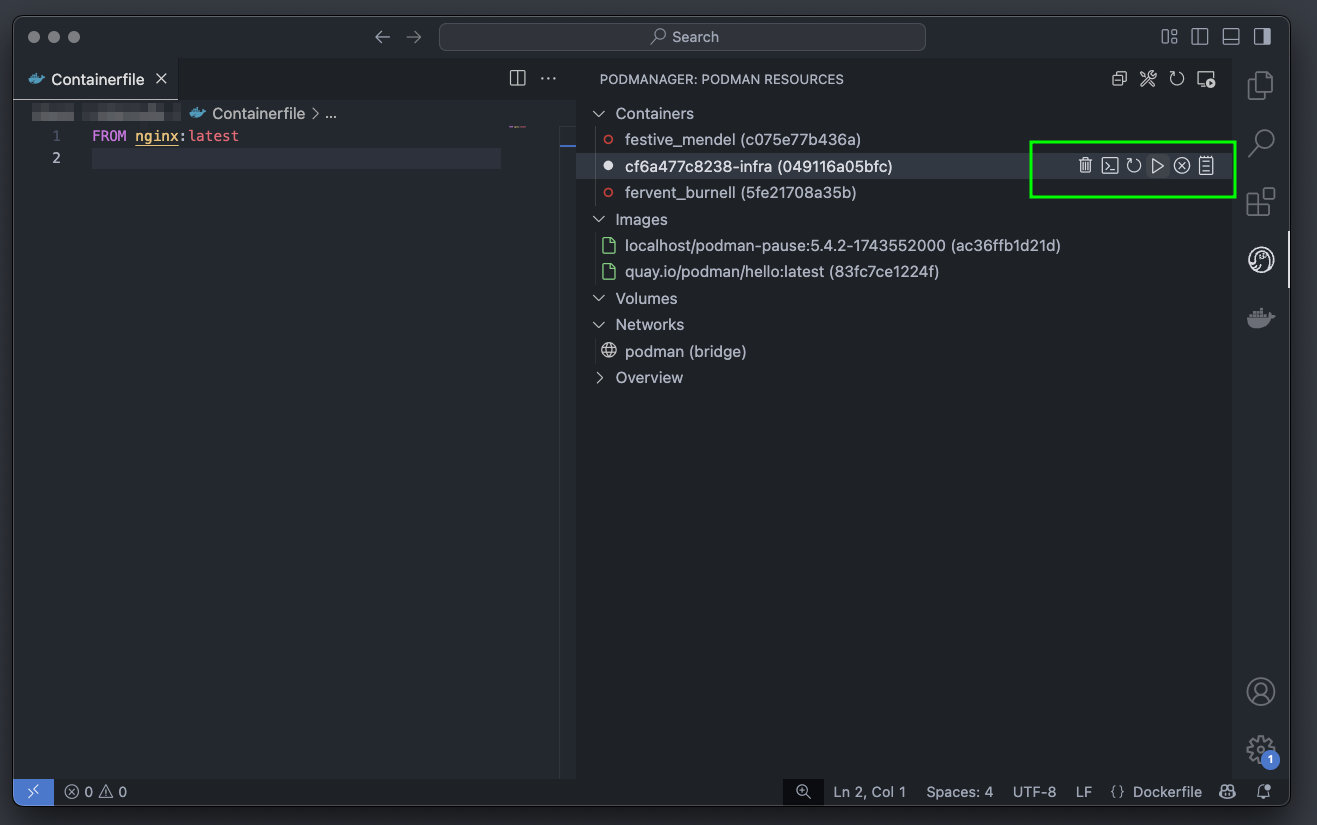 Search
Containerfile
PODMANAGER: PODMAN RESOURCES
Containerfile > ...
1 FROM nginx:latest
2
Containers
festive_mendel (c075e77b436a)
cf6a477c8238-infra (049116a05bfc)
fervent_burnell (5fe21708a35b)
Images
localhost/podman-pause:5.4.2-1743552000 (ac36ffb1d21d)
quay.io/podman/hello:latest (83fc7ce1224f)
Volumes
Networks
podman (bridge)
Overview
1
0 0
Ln 2, Col 1 Spaces: 4 UTF-8 LF {} Dockerfile